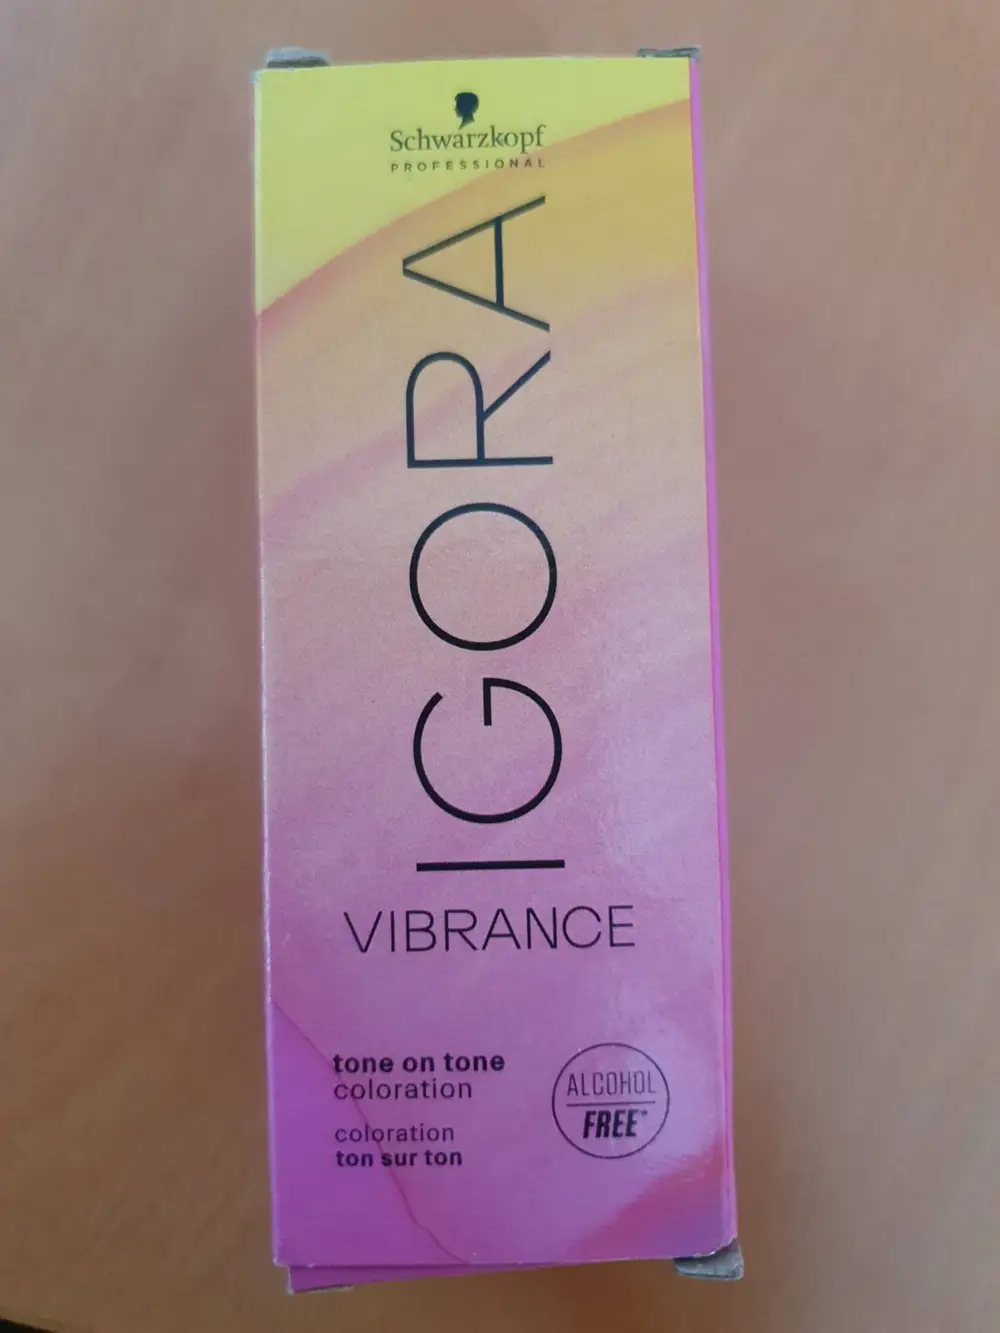 Schwarzkopf
PROFESSIONAL
IGORA
VIBRANCE
tone on tone
coloration
coloration
ton sur ton
ALCOHOL
FREE*